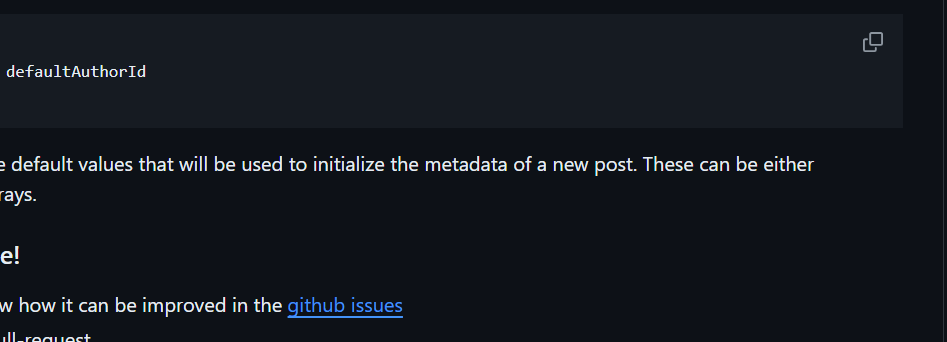 defaultAuthorId
e default values that will be used to initialize the metadata of a new post. These can be either
rays.
e!
w how it can be improved in the github issues
ull-request